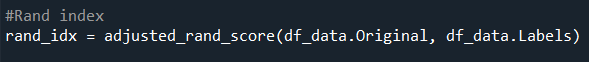 #Rand index
rand_idx = adjusted_rand_score(df_data.Original, df_data.Labels)